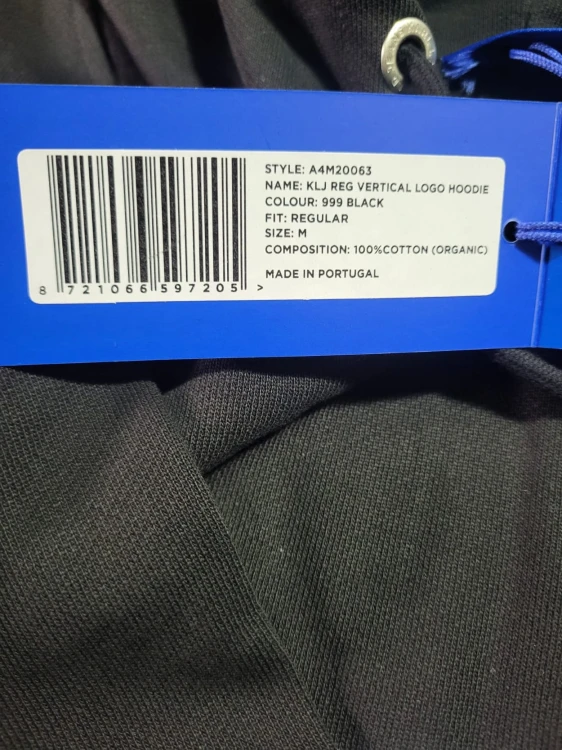 STYLE: A4M20063
NAME: KLJ REG VERTICAL LOGO HOODIE
COLOUR: 999 BLACK
FIT: REGULAR
SIZE: M
COMPOSITION: 100%COTTON (ORGANIC)
MADE IN PORTUGAL
8 721066 597205 >